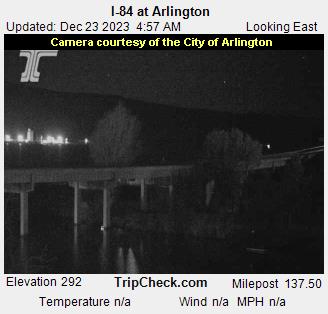 I-84 at Arlington
Updated: Dec 23 2023 4:57 AM Looking East
Camera courtesy of the City of Arlington
Elevation 292 TripCheck.com Milepost 137.50
Temperature n/a Wind n/a MPH n/a